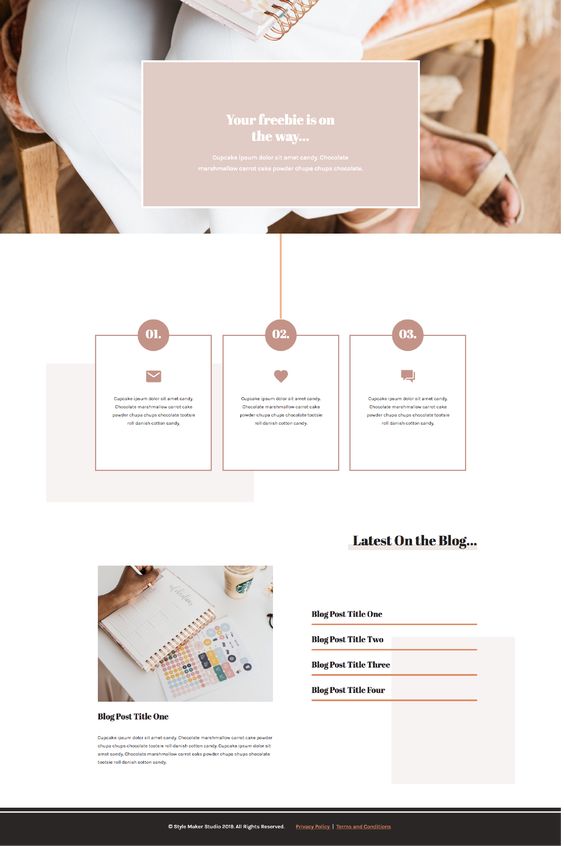 Your freebie is on
the way...
Cupcake ipsum dolor sit amet candy. Chocolate
marshmallow carrot cake powder chupa chups chocolate.
01.
Cupcake ipsum dolor sit amet candy.
Chocolate marshmallow carrot cake
powder chupa chups chocolate tootsie
roll danish cotton candy.
02.
Cupcake ipsum dolor sit amet candy.
Chocolate marshmallow carrot cake
powder chupa chups chocolate tootsie
roll danish cotton candy.
03.
Cupcake ipsum dolor sit amet candy.
Chocolate marshmallow carrot cake
powder chupa chups chocolate tootsie
roll danish cotton candy.
Latest On the Blog...
Blog Post Title One
Cupcake ipsum dolor sit amet candy. Chocolate marshmallow carrot cake powder
chupa chups chocolate tootsie roll danish cotton candy. Cupcake ipsum dolor sit
amet candy. Chocolate marshmallow carrot cake powder chupa chups chocolate
tootsie roll danish cotton candy.
Blog Post Title One
Blog Post Title Two
Blog Post Title Three
Blog Post Title Four
© Style Maker Studio 2019. All Rights Reserved. Privacy Policy | Terms and Conditions